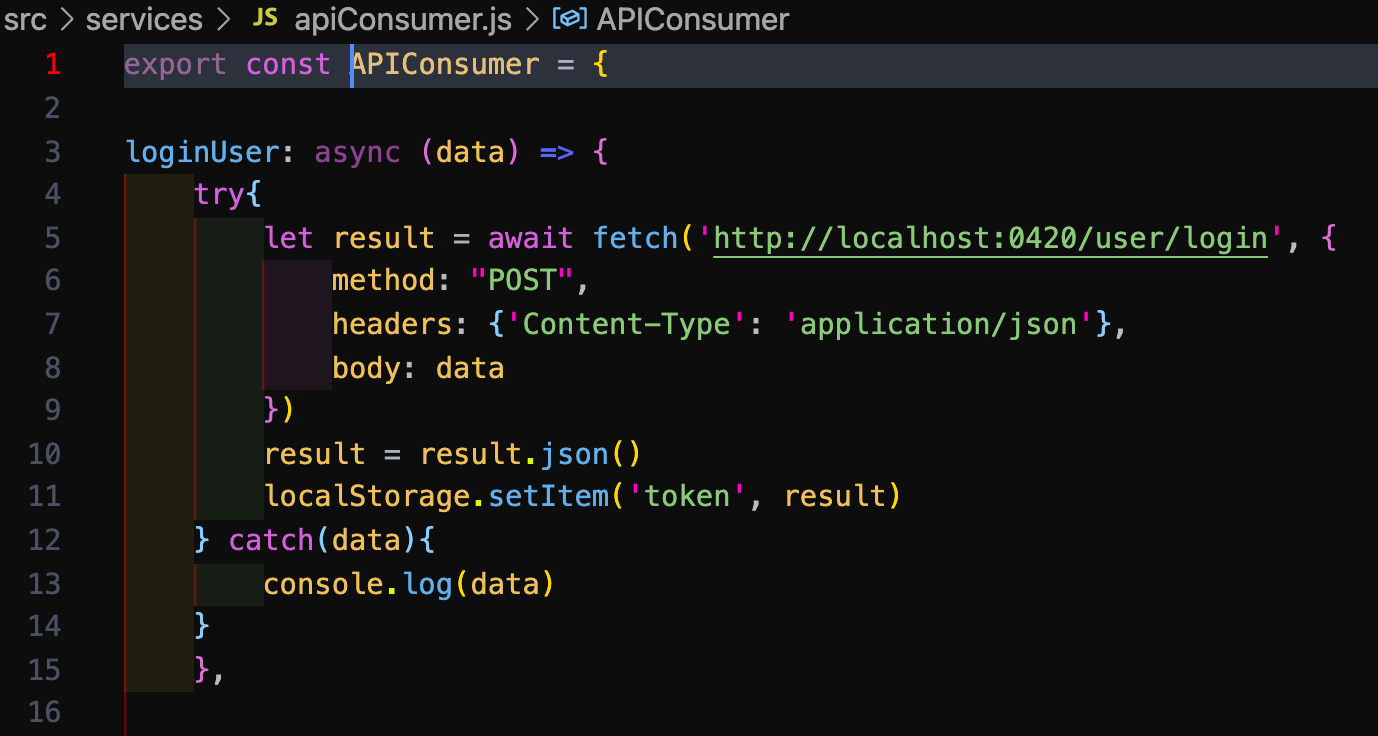 src > services > JS apiConsumer.js > APIConsumer
1 export const APIConsumer = {
2
3 loginUser: async (data) => {
4 try{
5 let result = await fetch('http://localhost:0420/user/login', {
6 method: "POST",
7 headers: {'Content-Type': 'application/json'},
8 body: data
9 })
10 result = result.json()
11 localStorage.setItem('token', result)
12 } catch(data){
13 console.log(data)
14 }
15 },
16